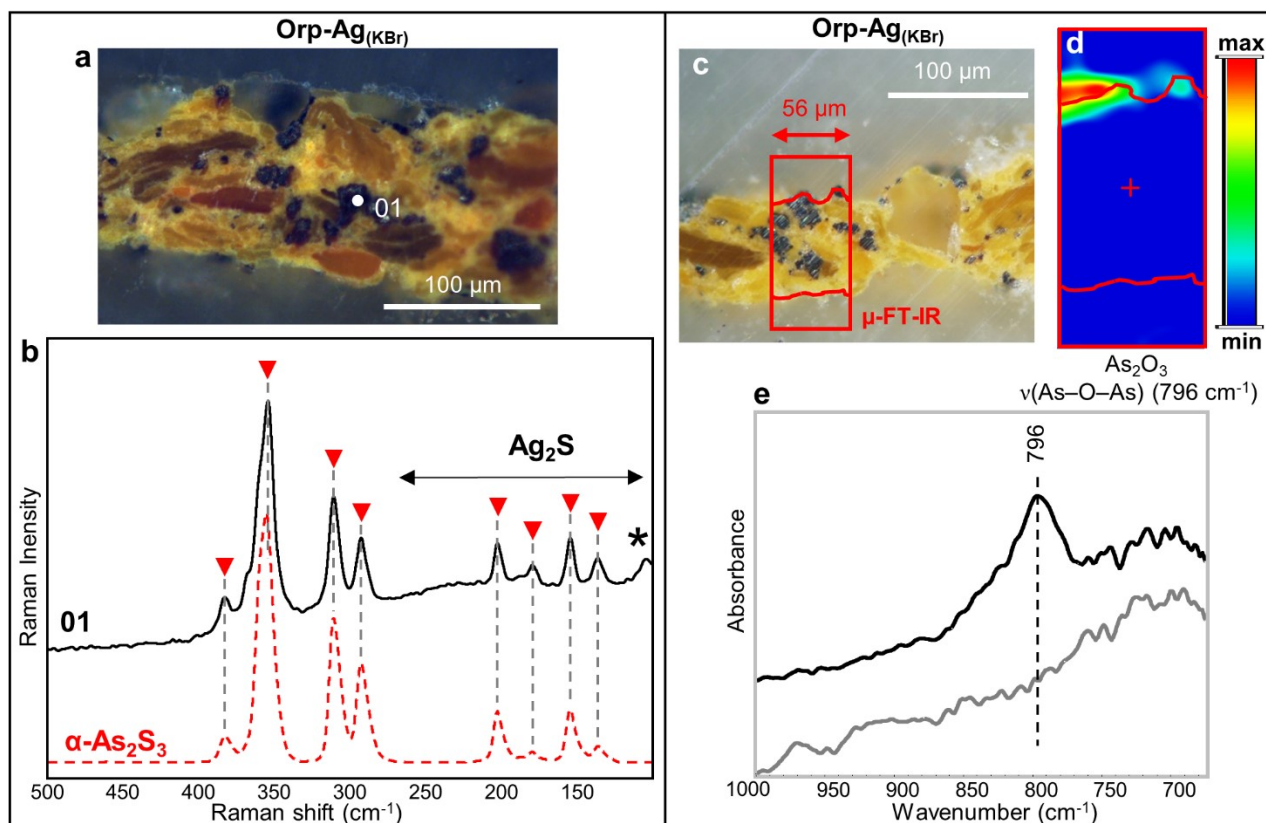 Orp-Ag(KBr)
a
01
100 µm
b
Raman Inensity
Ag₂S
*
01
α-As₂S₃
500 450 350 300 200 150
Raman shift (cm⁻¹)
Orp-Ag(KBr)
c
100 µm
56 µm
µ-FT-IR
d
max
min
As₂O₃
ν(As–O–As) (796 cm⁻¹)
e
796
Absorbance
1000 950 900 850 800 750 700
Wavenumber (cm⁻¹)